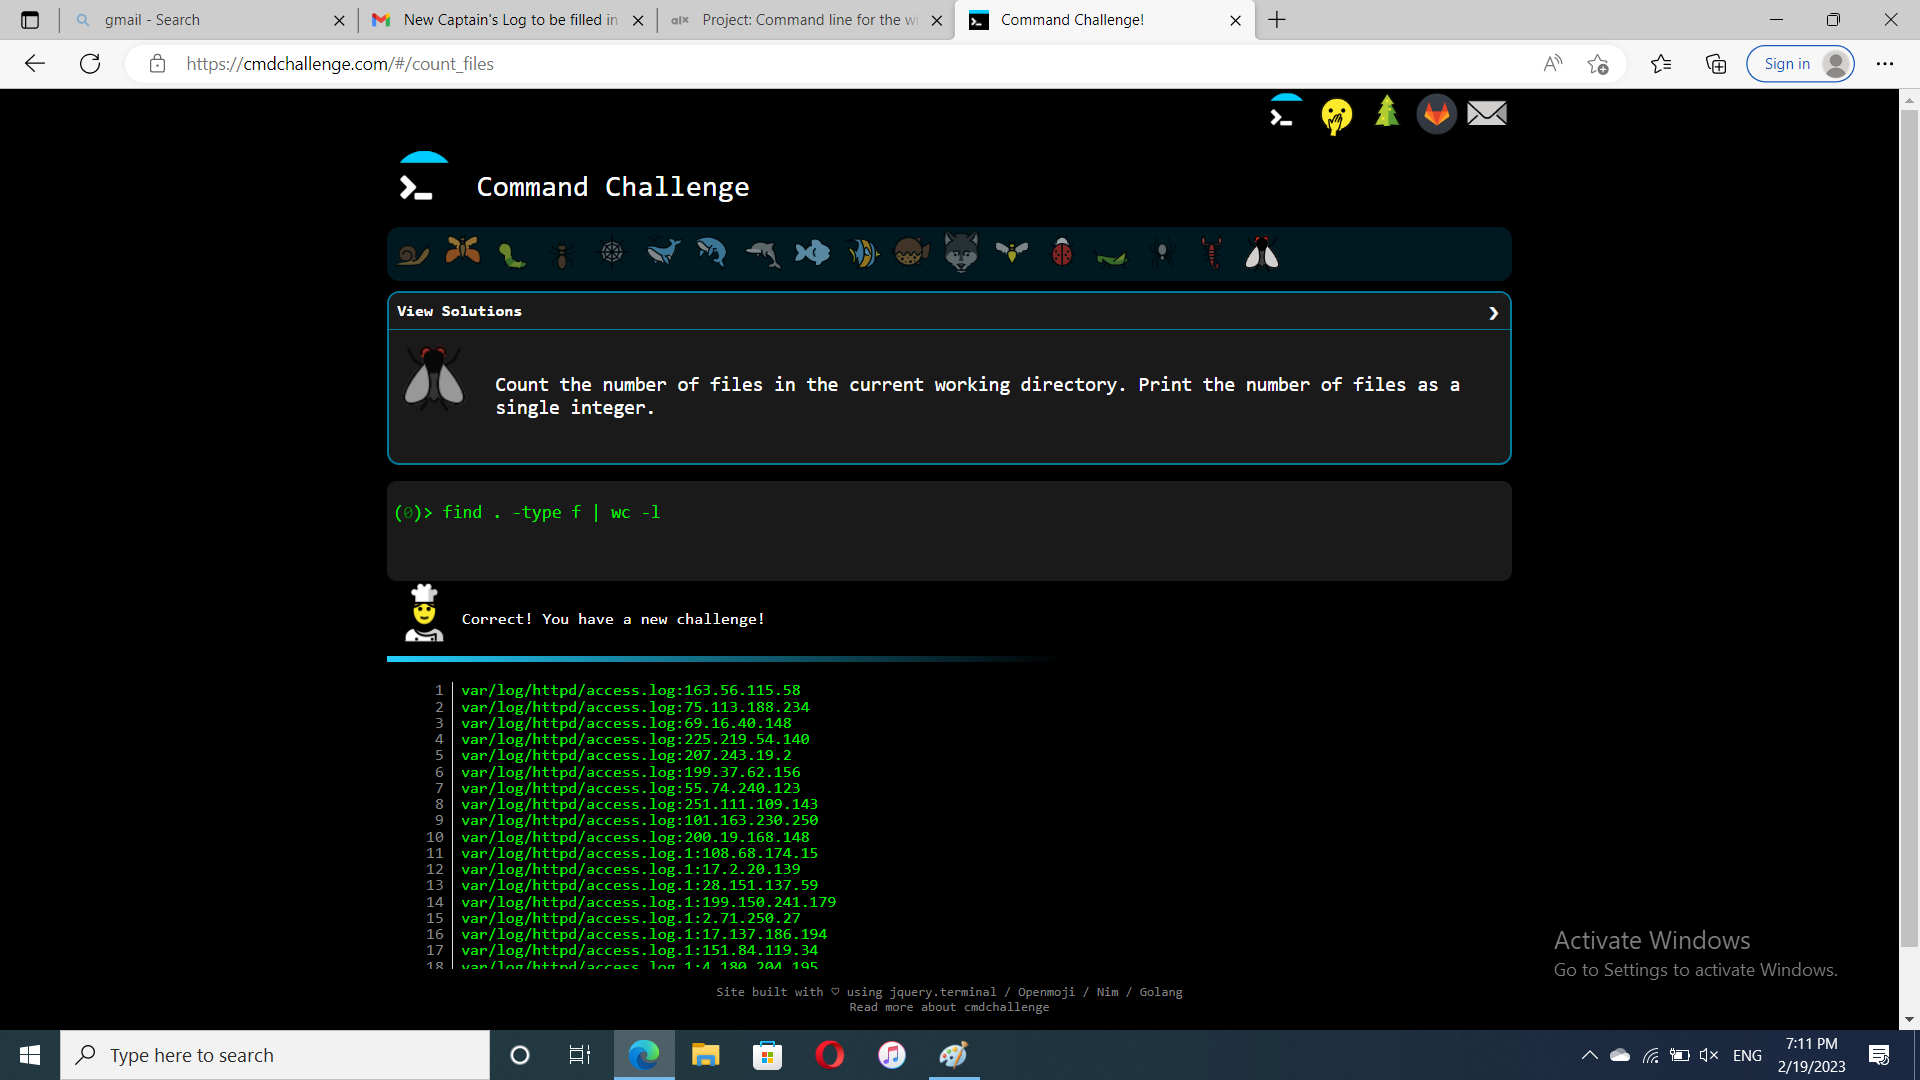 gmail - Search
New Captain's Log to be filled in
alx Project: Command line for the wi
Command Challenge!
https://cmdchallenge.com/#/count_files
Sign in
Command Challenge
View Solutions
Count the number of files in the current working directory. Print the number of files as a
single integer.
(0)> find . -type f | wc -l
Correct! You have a new challenge!
1 var/log/httpd/access.log:163.56.115.58
2 var/log/httpd/access.log:75.113.188.234
3 var/log/httpd/access.log:69.16.40.148
4 var/log/httpd/access.log:225.219.54.140
5 var/log/httpd/access.log:207.243.19.2
6 var/log/httpd/access.log:199.37.62.156
7 var/log/httpd/access.log:55.74.240.123
8 var/log/httpd/access.log:251.111.109.143
9 var/log/httpd/access.log:101.163.230.250
10 var/log/httpd/access.log:200.19.168.148
11 var/log/httpd/access.log.1:108.68.174.15
12 var/log/httpd/access.log.1:17.2.20.139
13 var/log/httpd/access.log.1:28.151.137.59
14 var/log/httpd/access.log.1:199.150.241.179
15 var/log/httpd/access.log.1:2.71.250.27
16 var/log/httpd/access.log.1:17.137.186.194
17 var/log/httpd/access.log.1:151.84.119.34
18 var/log/httpd/access.log.1:4.180.204.195
Activate Windows
Go to Settings to activate Windows.
Site built with ♡ using jquery.terminal / Openmoji / Nim / Golang
Read more about cmdchallenge
Type here to search
ENG
7:11 PM
2/19/2023